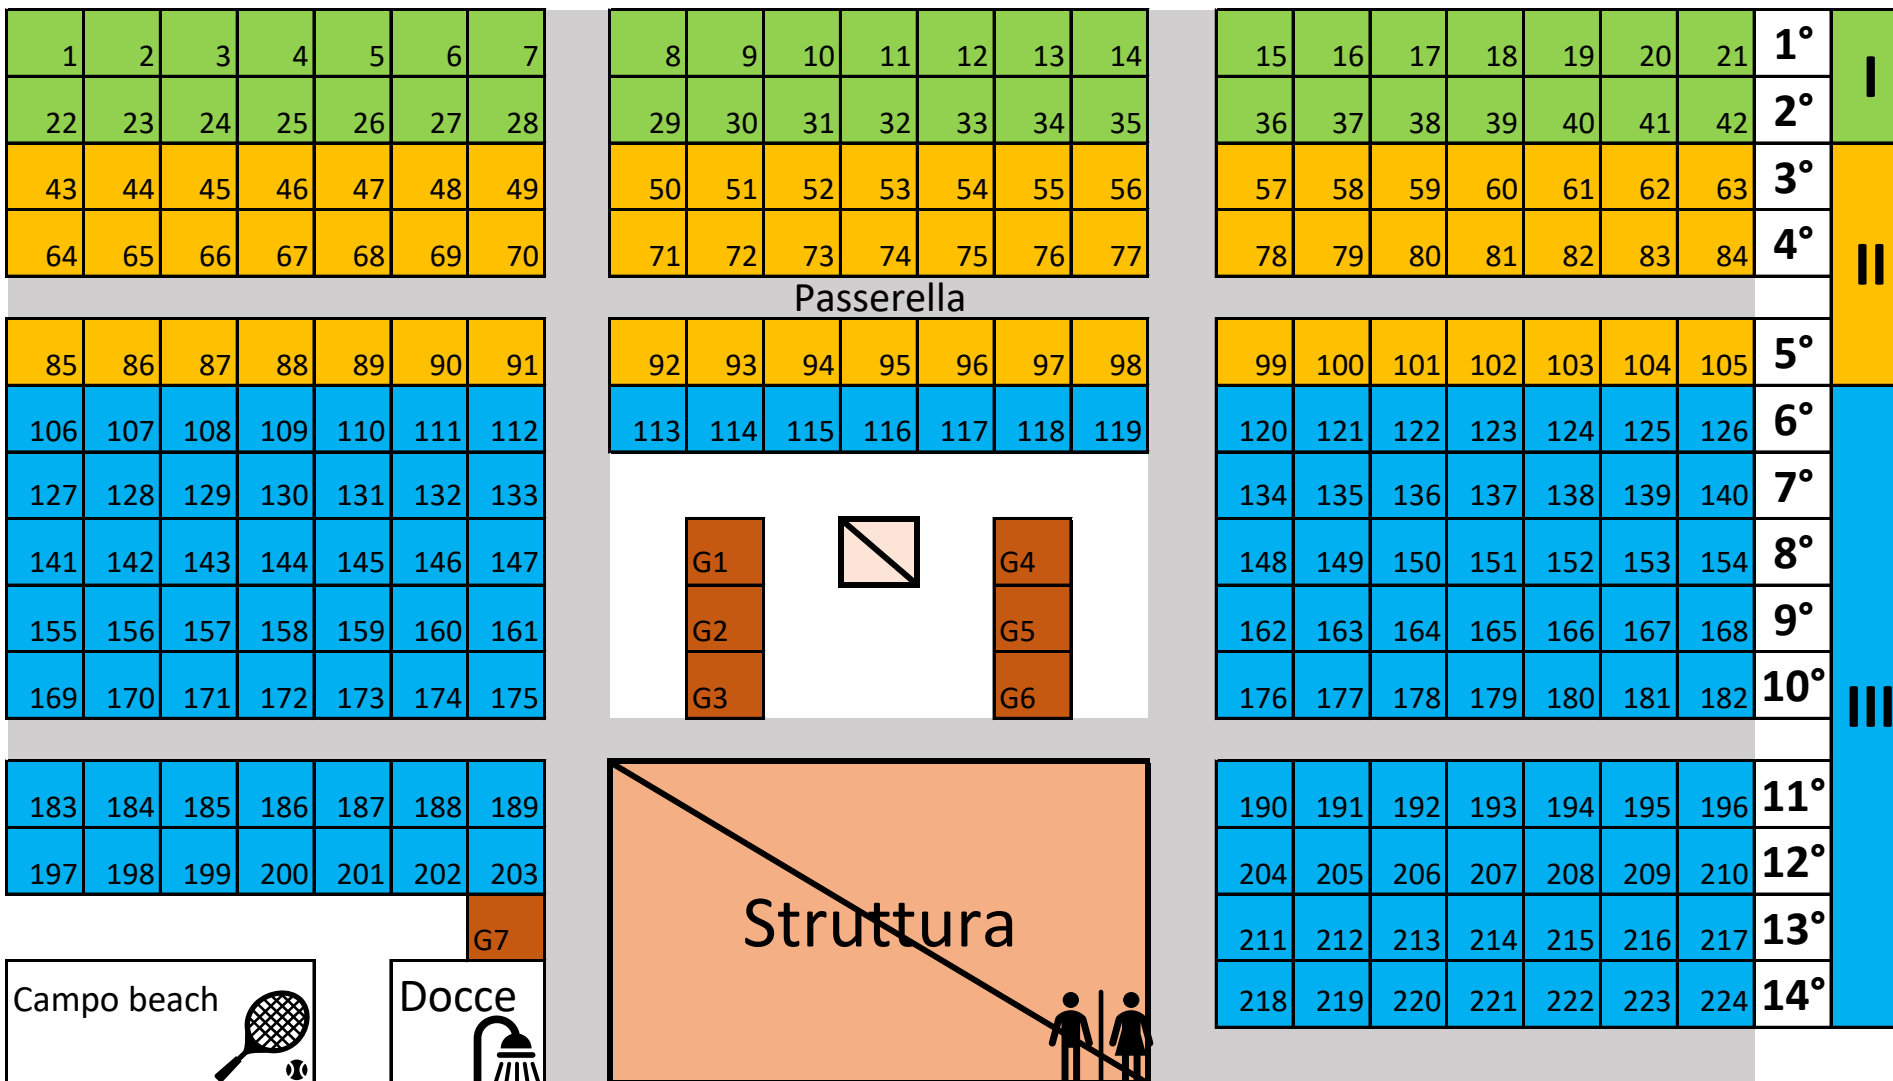 1 2 3 4 5 6 7 8 9 10 11 12 13 14 15 16 17 18 19 20 21 1°
I
22 23 24 25 26 27 28 29 30 31 32 33 34 35 36 37 38 39 40 41 42 2°
43 44 45 46 47 48 49 50 51 52 53 54 55 56 57 58 59 60 61 62 63 3°
64 65 66 67 68 69 70 71 72 73 74 75 76 77 78 79 80 81 82 83 84 4°
II
Passerella
85 86 87 88 89 90 91 92 93 94 95 96 97 98 99 100 101 102 103 104 105 5°
106 107 108 109 110 111 112 113 114 115 116 117 118 119 120 121 122 123 124 125 126 6°
127 128 129 130 131 132 133 134 135 136 137 138 139 140 7°
141 142 143 144 145 146 147 G1 G4 148 149 150 151 152 153 154 8°
155 156 157 158 159 160 161 G2 G5 162 163 164 165 166 167 168 9°
169 170 171 172 173 174 175 G3 G6 176 177 178 179 180 181 182 10°
III
183 184 185 186 187 188 189 190 191 192 193 194 195 196 11°
197 198 199 200 201 202 203 204 205 206 207 208 209 210 12°
G7 Struttura 211 212 213 214 215 216 217 13°
Campo beach Docce 218 219 220 221 222 223 224 14°